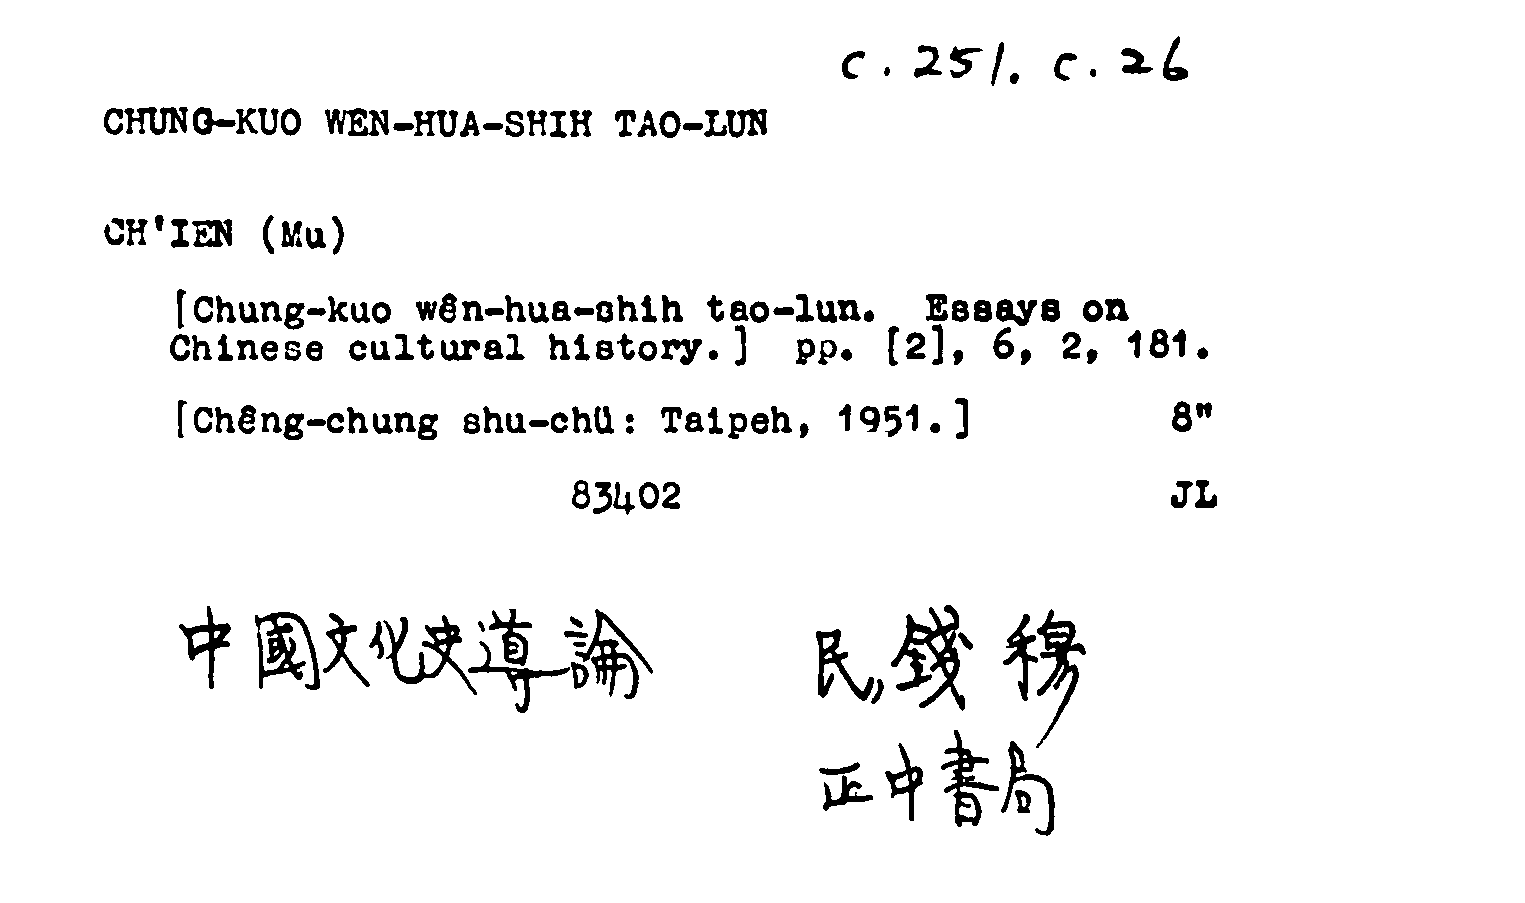 c. 251. c. 26
CHUNG-KUO WEN-HUA-SHIH TAO-LUN
CH'IEN (Mu)
[Chung-kuo wên-hua-shih tao-lun. Essays on
Chinese cultural history.] pp. [2], 6, 2, 181.
[Chêng-chung shu-chü: Taipeh, 1951.] 8"
83402 JL
中國文化史導論 民,, 錢穆
正中書局